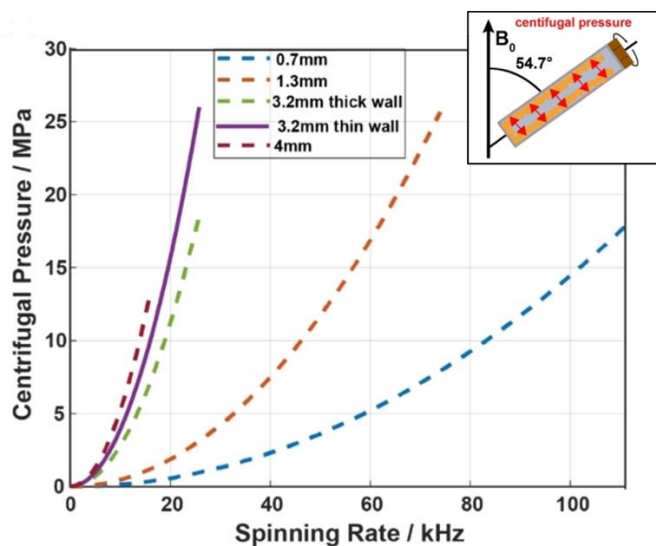 centifugal pressure
B₀
54.7°
30
25
20
15
10
5
0
Centrifugal Pressure / MPa
0.7mm
1.3mm
3.2mm thick wall
3.2mm thin wall
4mm
0 20 40 60 80 100
Spinning Rate / kHz